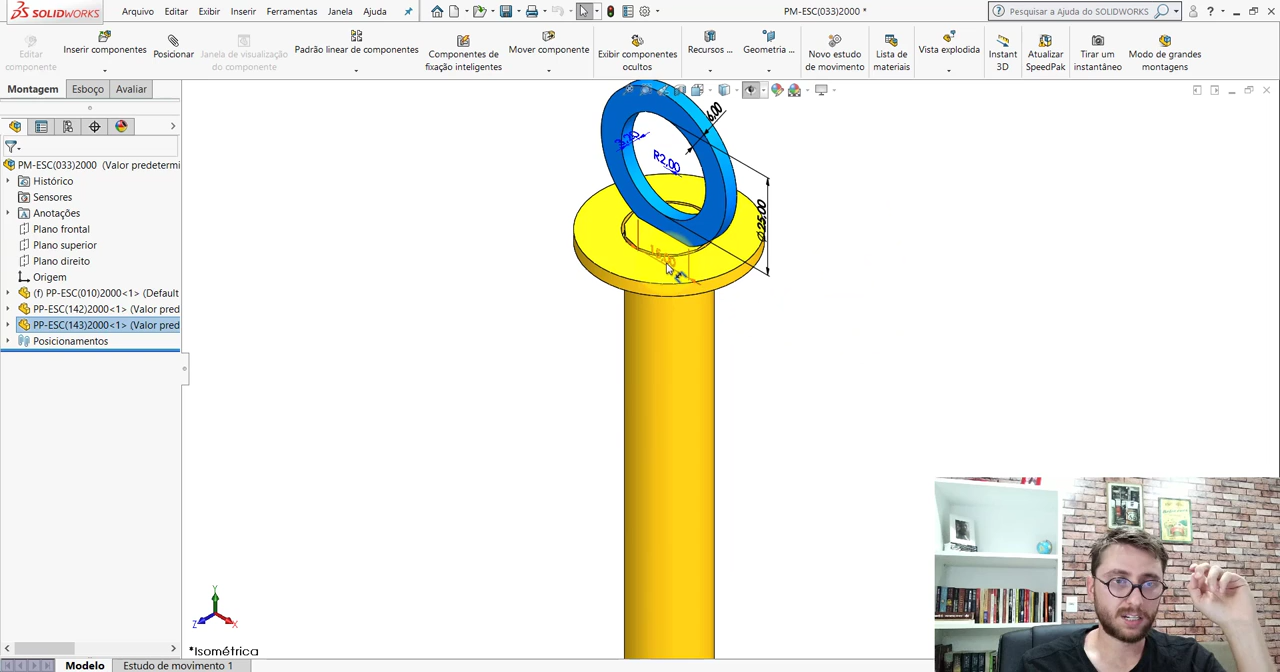 SOLIDWORKS
Arquivo Editar Exibir Inserir Ferramentas Janela Ajuda
PM-ESC(033)2000 *
Pesquisar a Ajuda do SOLIDWORKS
Editar componente
Inserir componentes
Posicionar
Janela de visualização do componente
Padrão linear de componentes
Componentes de fixação inteligentes
Mover componente
Exibir componentes ocultos
Recursos ...
Geometria ...
Novo estudo de movimento
Lista de materiais
Vista explodida
Instant 3D
Atualizar SpeedPak
Tirar um instantâneo
Modo de grandes montagens
Montagem Esboço Avaliar
PM-ESC(033)2000 (Valor predetermi
Histórico
Sensores
Anotações
Plano frontal
Plano superior
Plano direito
Origem
(f) PP-ESC(010)2000<1> (Default
PP-ESC(142)2000<1> (Valor pred
PP-ESC(143)2000<1> (Valor pred
Posicionamentos
6.00
R2.00
Ø25.00
Y
Z
X
*Isométrica
Modelo Estudo de movimento 1